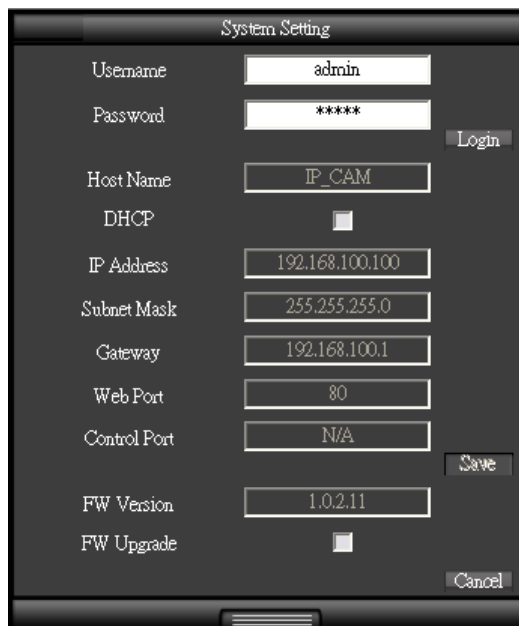 System Setting
Username admin
Password *****
Login
Host Name IP_CAM
DHCP
IP Address 192.168.100.100
Subnet Mask 255.255.255.0
Gateway 192.168.100.1
Web Port 80
Control Port N/A
Save
FW Version 1.0.2.11
FW Upgrade
Cancel